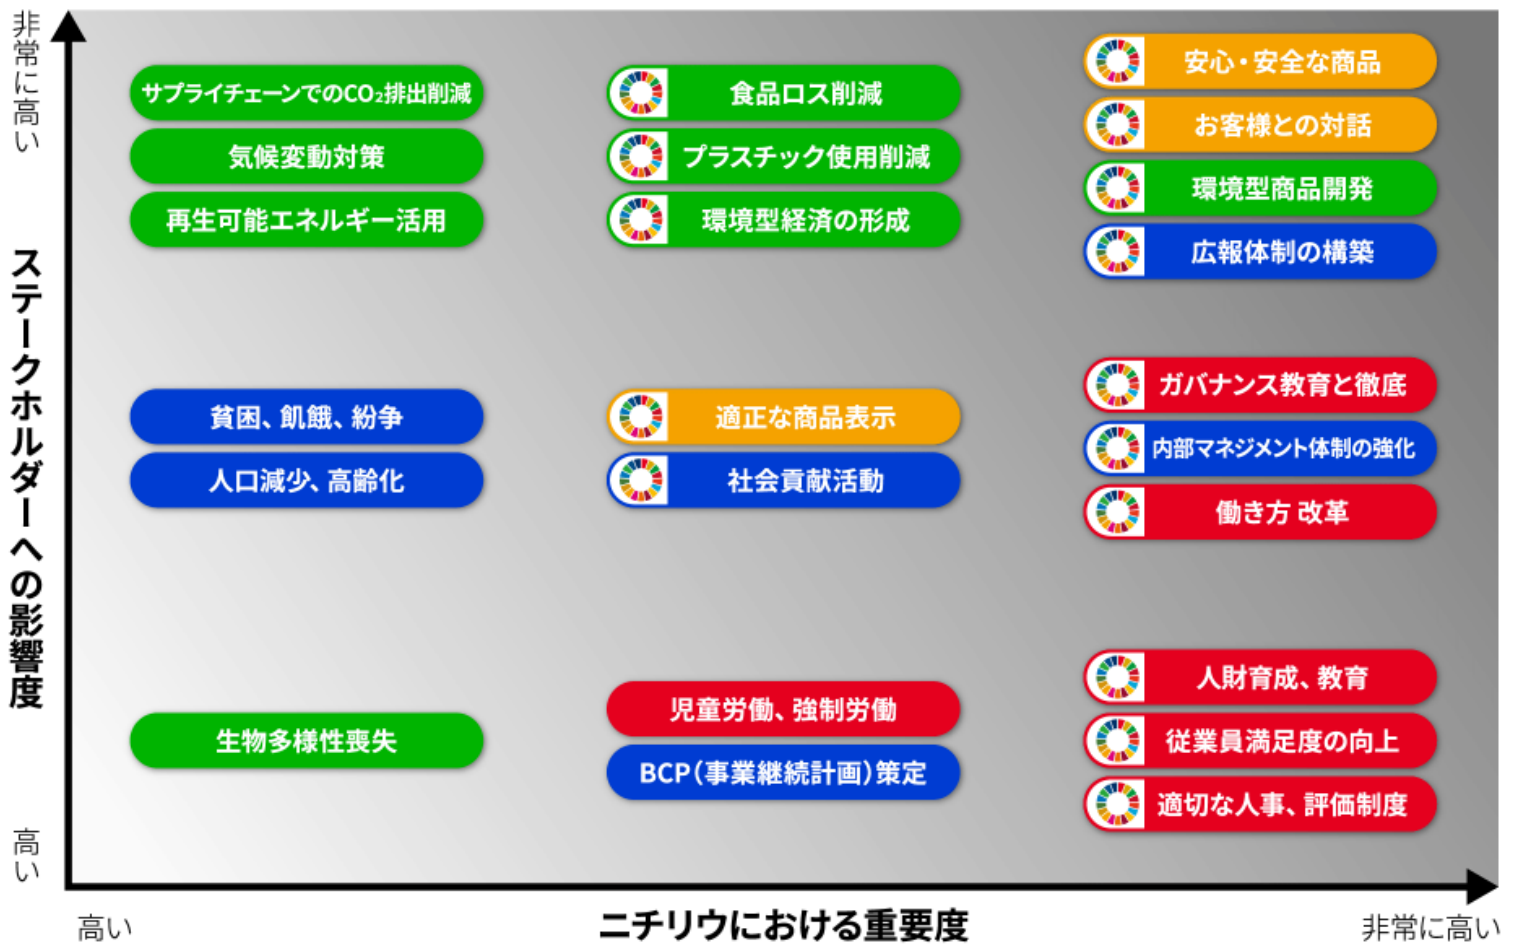 非常に高い
ステークホルダーへの影響度
高い
サプライチェーンでのCO₂排出削減
気候変動対策
再生可能エネルギー活用
食品ロス削減
プラスチック使用削減
環境型経済の形成
安心・安全な商品
お客様との対話
環境型商品開発
広報体制の構築
貧困、飢餓、紛争
人口減少、高齢化
適正な商品表示
社会貢献活動
ガバナンス教育と徹底
内部マネジメント体制の強化
働き方 改革
生物多様性喪失
児童労働、強制労働
BCP(事業継続計画)策定
人財育成、教育
従業員満足度の向上
適切な人事、評価制度
高い
ニチリウにおける重要度
非常に高い